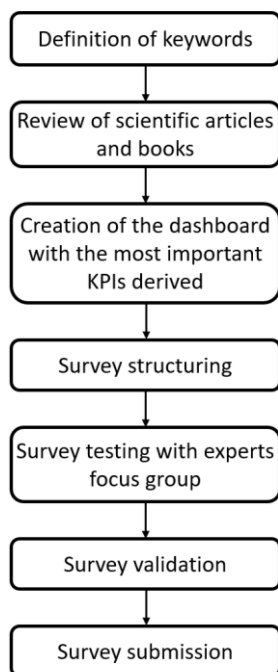 Definition of keywords
Review of scientific articles
and books
Creation of the dashboard
with the most important
KPIs derived
Survey structuring
Survey testing with experts
focus group
Survey validation
Survey submission